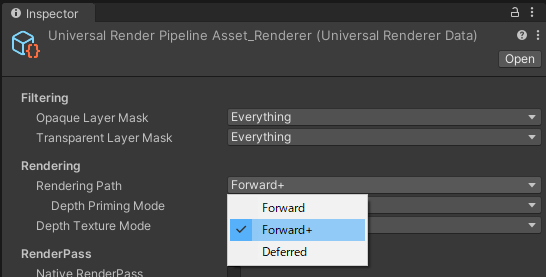 Inspector
Universal Render Pipeline Asset_Renderer (Universal Renderer Data)
Open
Filtering
Opaque Layer Mask Everything
Transparent Layer Mask Everything
Rendering
Rendering Path Forward+
Depth Priming Mode
Forward
Forward+
Depth Texture Mode
Deferred
RenderPass
Native RenderPass